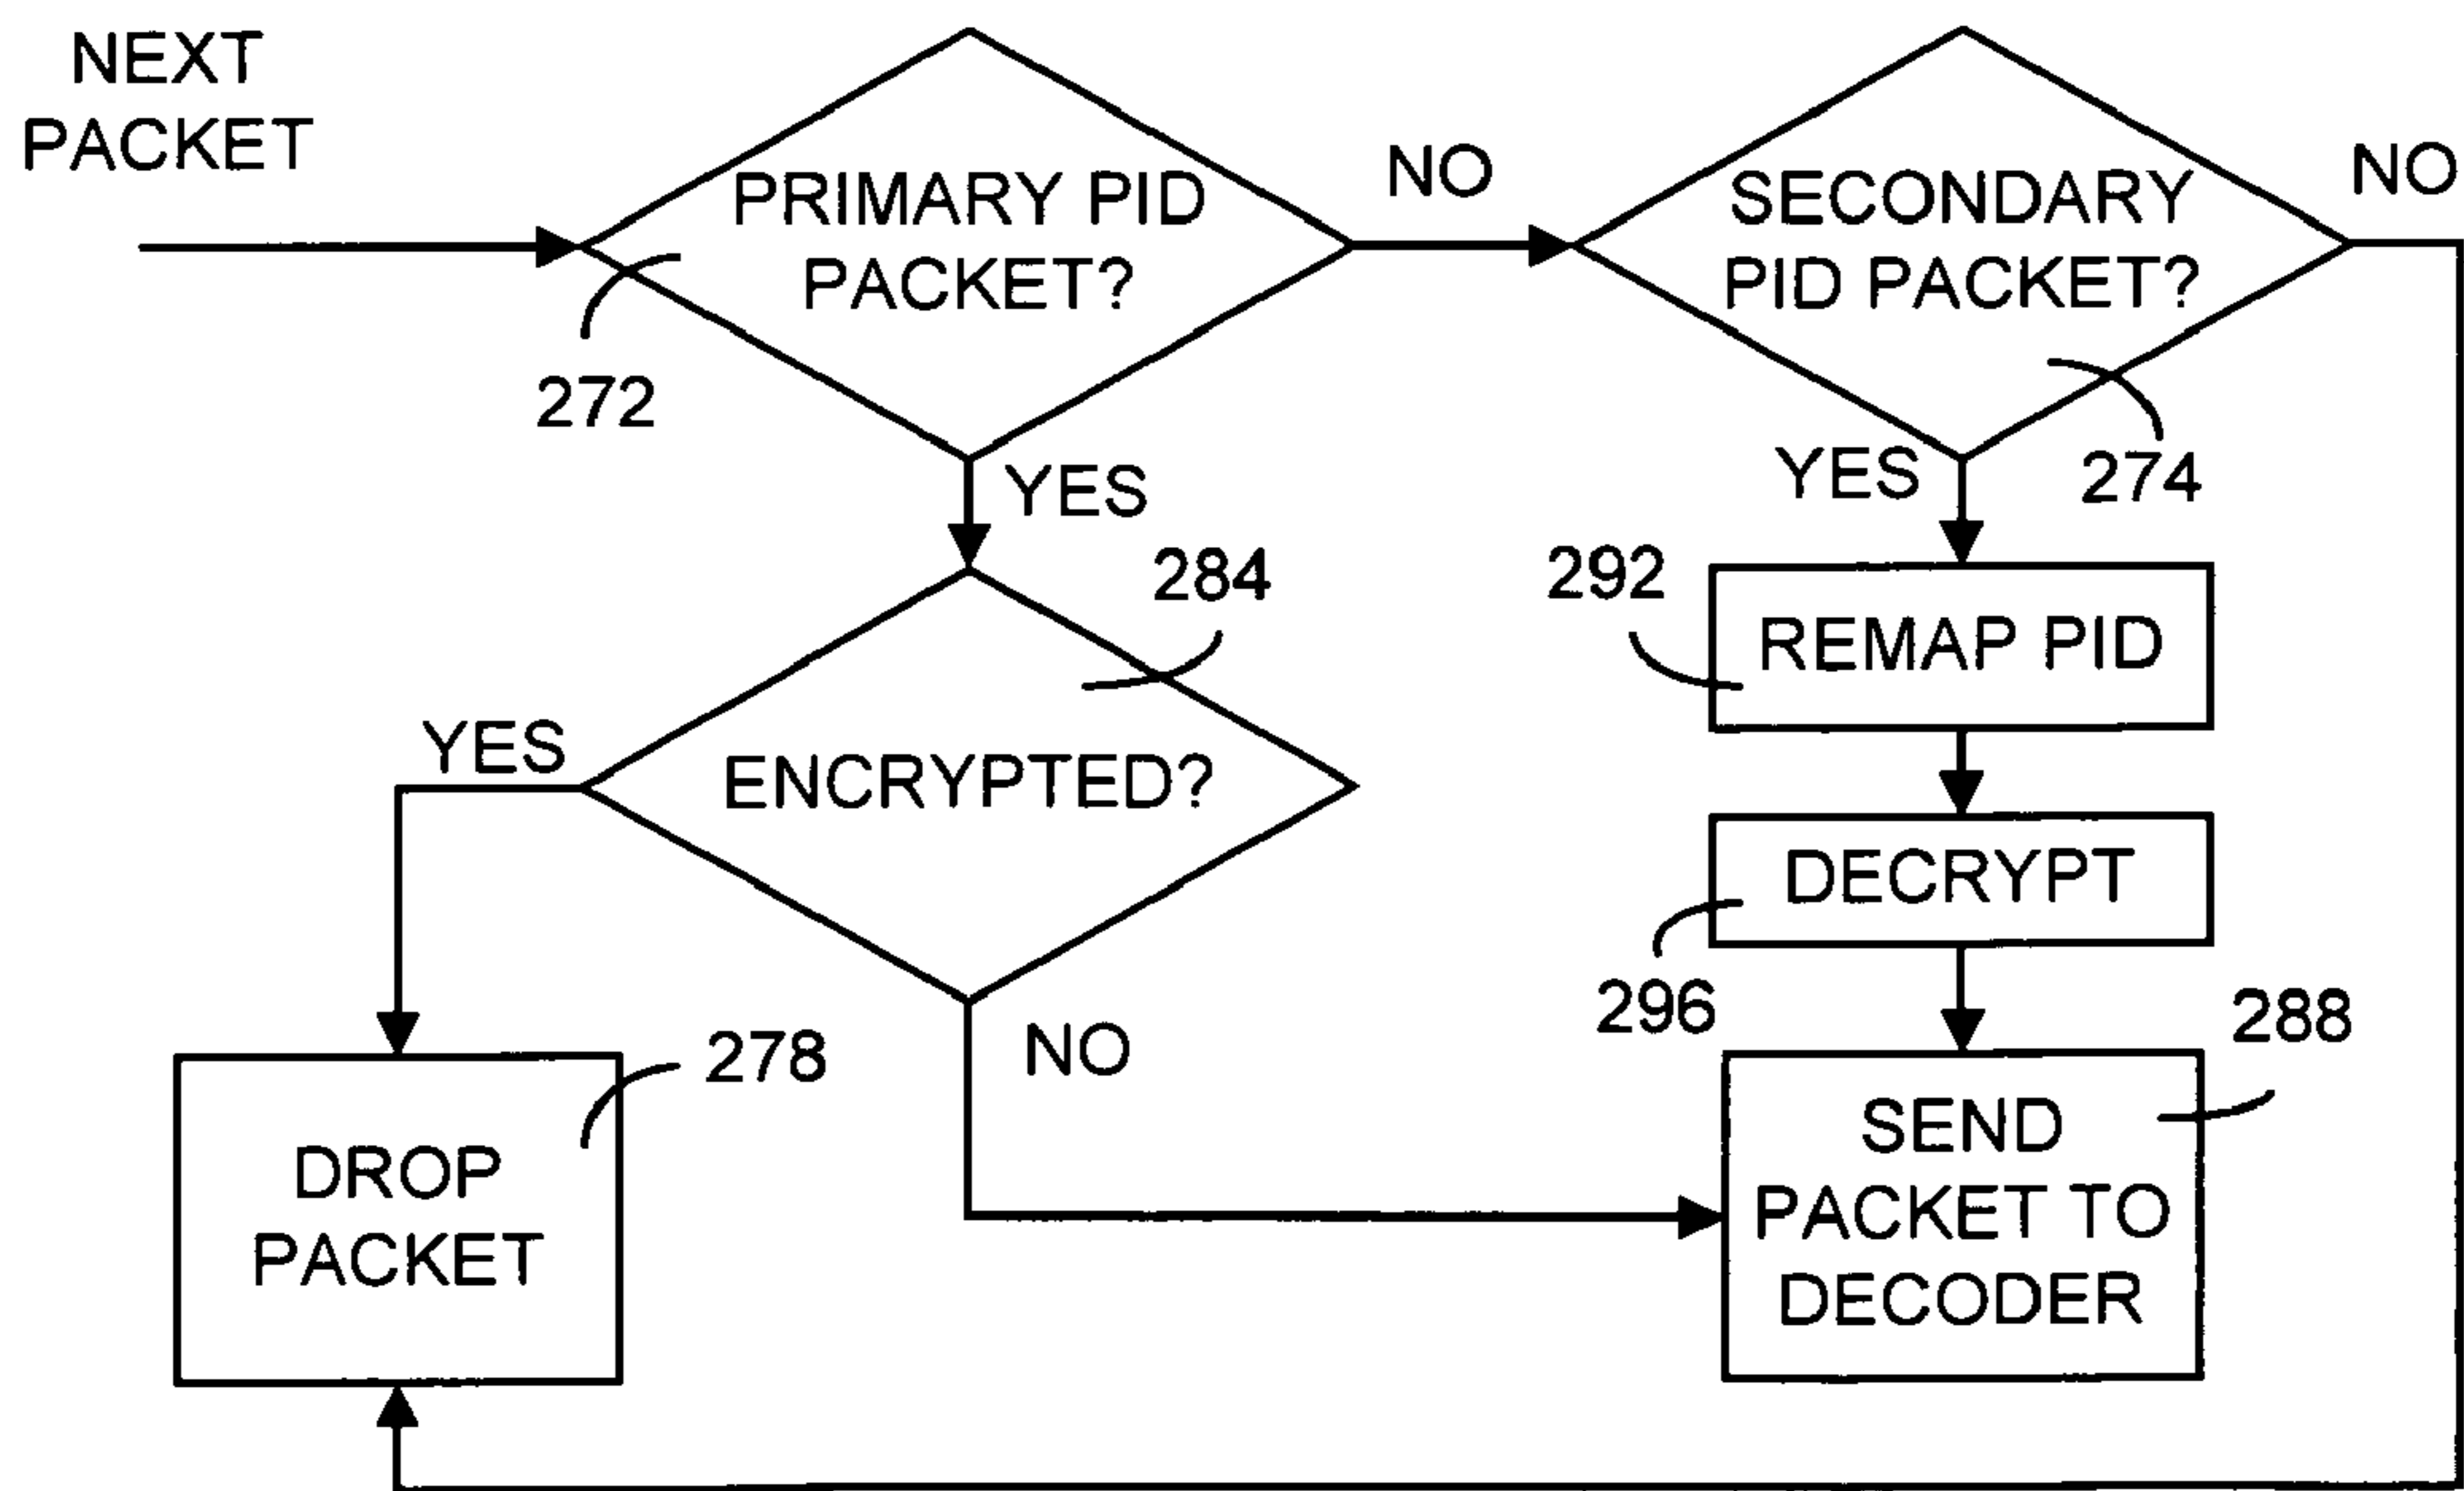 NEXT
PACKET
PRIMARY PID
PACKET?
272
NO
SECONDARY
PID PACKET?
274
NO
YES
YES
284
292
REMAP PID
YES
ENCRYPTED?
DECRYPT
296
NO
278
288
DROP
PACKET
SEND
PACKET TO
DECODER